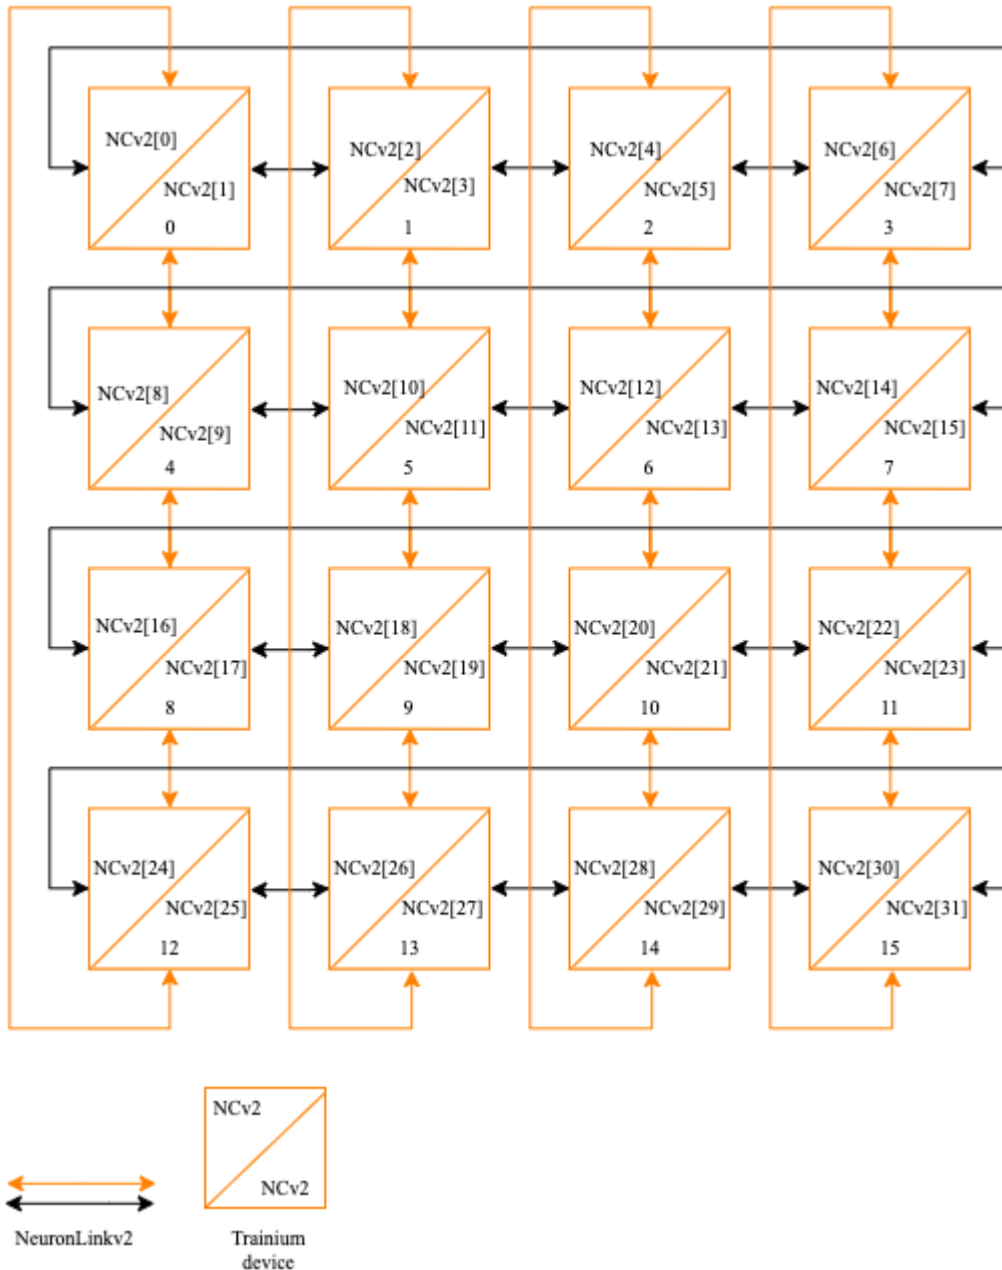 NCv2[0]
NCv2[1]
0
NCv2[2]
NCv2[3]
1
NCv2[4]
NCv2[5]
2
NCv2[6]
NCv2[7]
3
NCv2[8]
NCv2[9]
4
NCv2[10]
NCv2[11]
5
NCv2[12]
NCv2[13]
6
NCv2[14]
NCv2[15]
7
NCv2[16]
NCv2[17]
8
NCv2[18]
NCv2[19]
9
NCv2[20]
NCv2[21]
10
NCv2[22]
NCv2[23]
11
NCv2[24]
NCv2[25]
12
NCv2[26]
NCv2[27]
13
NCv2[28]
NCv2[29]
14
NCv2[30]
NCv2[31]
15
NeuronLinkv2
NCv2
NCv2
Trainium
device